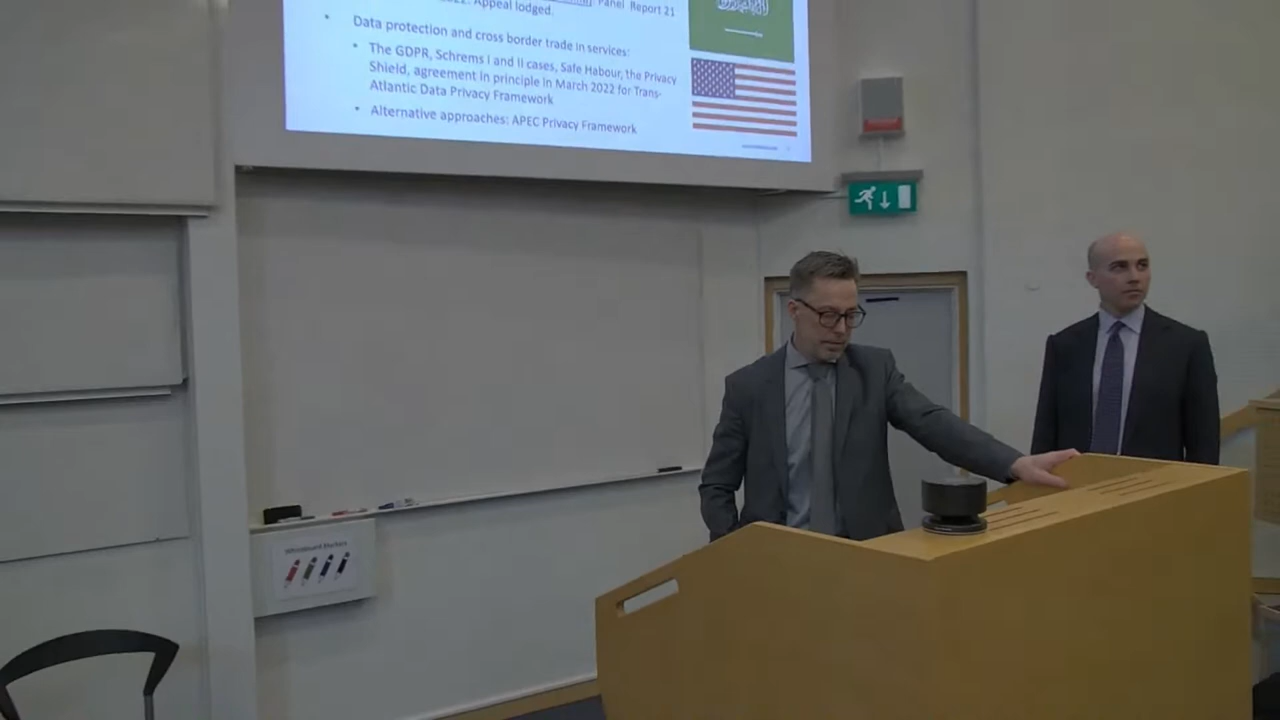 Panel Report 21
Appeal lodged.
Data protection and cross border trade in services:
The GDPR, Schrems I and II cases, Safe Habour, the Privacy
Shield, agreement in principle in March 2022 for Trans-
Atlantic Data Privacy Framework
Alternative approaches: APEC Privacy Framework
Whiteboard Markers